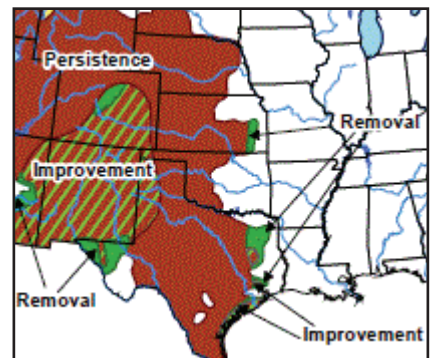 Persistence
Removal
Improvement
Removal
Improvement